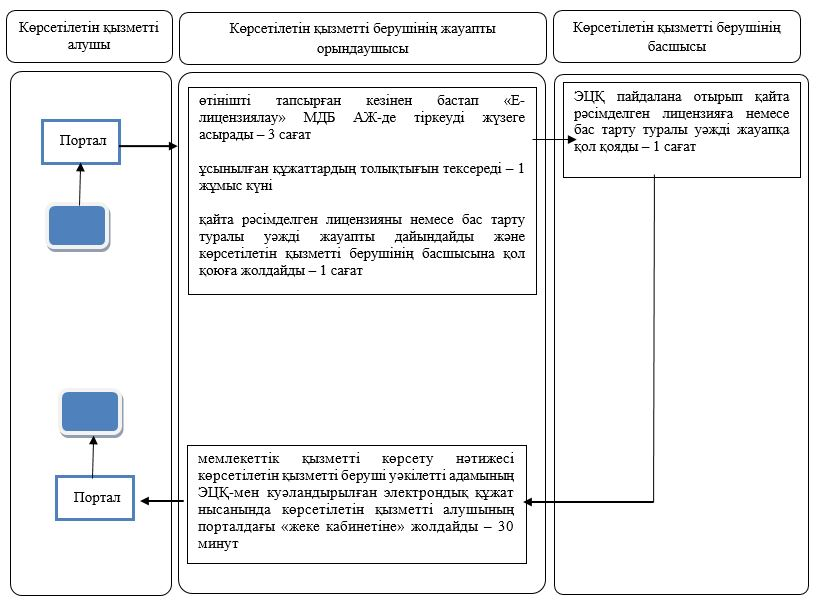 Көрсетілетін қызметті
алушы
Көрсетілетін қызметті берушінің жауапты
орындаушысы
Көрсетілетін қызметті берушінің
басшысы
Портал
өтінішті тапсырған кезінен бастап «Е-
лицензиялау» МДБ АЖ-де тіркеуді жүзеге
асырады – 3 сағат
ұсынылған құжаттардың толықтығын тексереді – 1
жұмыс күні
қайта рәсімделген лицензияны немесе бас тарту
туралы уәжді жауапты дайындайды және
көрсетілетін қызметті берушінің басшысына қол
қоюға жолдайды – 1 сағат
ЭЦҚ пайдалана отырып қайта
рәсімделген лицензияға немесе
бас тарту туралы уәжді жауапқа
қол қояды – 1 сағат
мемлекеттік қызметті көрсету нәтижесі
көрсетілетін қызметті беруші уәкілетті адамының
ЭЦҚ-мен куәландырылған электрондық құжат
нысанында көрсетілетін қызметті алушының
порталдағы «жеке кабинетіне» жолдайды – 30
минут
Портал